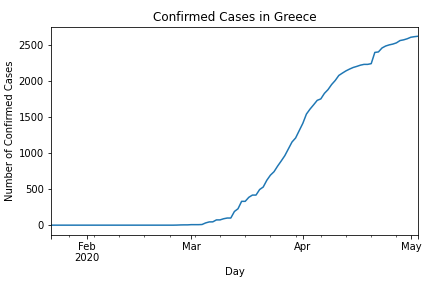 Confirmed Cases in Greece
Number of Confirmed Cases
2500
2000
1500
1000
500
0
Feb
2020
Mar
Apr
May
Day